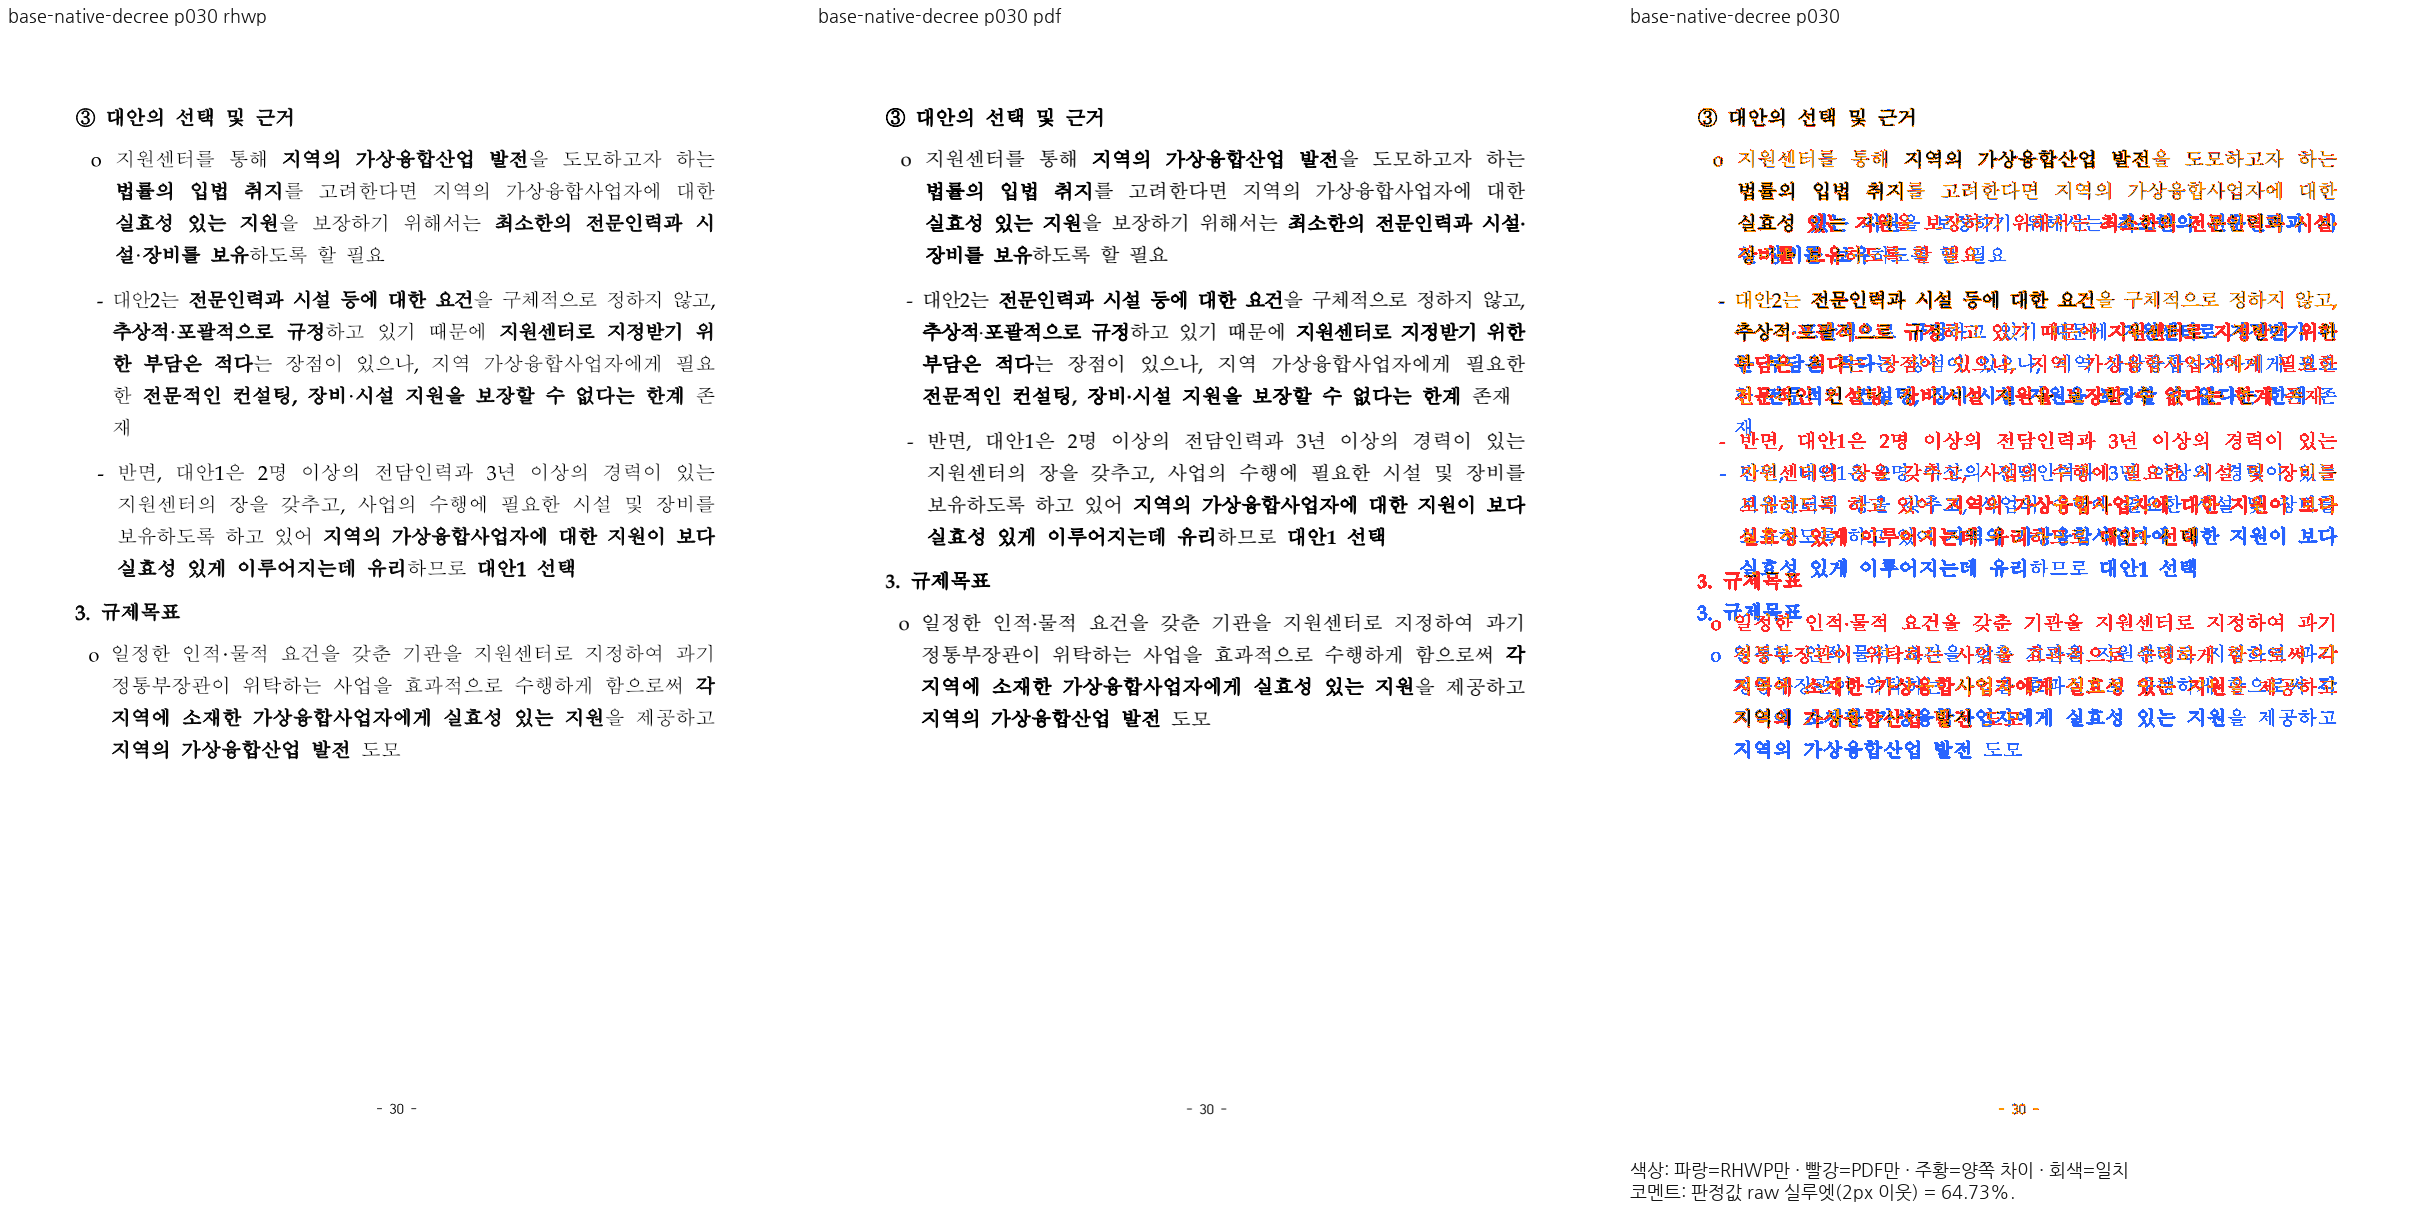 base-native-decree p030 rhwp
③ 대안의 선택 및 근거
o 지원센터를 통해 지역의 가상융합산업 발전을 도모하고자 하는
법률의 입법 취지를 고려한다면 지역의 가상융합사업자에 대한
실효성 있는 지원을 보장하기 위해서는 최소한의 전문인력과 시
설·장비를 보유하도록 할 필요
- 대안2는 전문인력과 시설 등에 대한 요건을 구체적으로 정하지 않고,
추상적·포괄적으로 규정하고 있기 때문에 지원센터로 지정받기 위
한 부담은 적다는 장점이 있으나, 지역 가상융합사업자에게 필요
한 전문적인 컨설팅, 장비·시설 지원을 보장할 수 없다는 한계 존
재
- 반면, 대안1은 2명 이상의 전담인력과 3년 이상의 경력이 있는
지원센터의 장을 갖추고, 사업의 수행에 필요한 시설 및 장비를
보유하도록 하고 있어 지역의 가상융합사업자에 대한 지원이 보다
실효성 있게 이루어지는데 유리하므로 대안1 선택
3. 규제목표
o 일정한 인적·물적 요건을 갖춘 기관을 지원센터로 지정하여 과기
정통부장관이 위탁하는 사업을 효과적으로 수행하게 함으로써 각
지역에 소재한 가상융합사업자에게 실효성 있는 지원을 제공하고
지역의 가상융합산업 발전 도모
- 30 -
base-native-decree p030 pdf
③ 대안의 선택 및 근거
o 지원센터를 통해 지역의 가상융합산업 발전을 도모하고자 하는
법률의 입법 취지를 고려한다면 지역의 가상융합사업자에 대한
실효성 있는 지원을 보장하기 위해서는 최소한의 전문인력과 시설·
장비를 보유하도록 할 필요
- 대안2는 전문인력과 시설 등에 대한 요건을 구체적으로 정하지 않고,
추상적·포괄적으로 규정하고 있기 때문에 지원센터로 지정받기 위한
부담은 적다는 장점이 있으나, 지역 가상융합사업자에게 필요한
전문적인 컨설팅, 장비·시설 지원을 보장할 수 없다는 한계 존재
- 반면, 대안1은 2명 이상의 전담인력과 3년 이상의 경력이 있는
지원센터의 장을 갖추고, 사업의 수행에 필요한 시설 및 장비를
보유하도록 하고 있어 지역의 가상융합사업자에 대한 지원이 보다
실효성 있게 이루어지는데 유리하므로 대안1 선택
3. 규제목표
o 일정한 인적·물적 요건을 갖춘 기관을 지원센터로 지정하여 과기
정통부장관이 위탁하는 사업을 효과적으로 수행하게 함으로써 각
지역에 소재한 가상융합사업자에게 실효성 있는 지원을 제공하고
지역의 가상융합산업 발전 도모
- 30 -
base-native-decree p030
③ 대안의 선택 및 근거
o 지원센터를 통해 지역의 가상융합산업 발전을 도모하고자 하는
법률의 입법 취지를 고려한다면 지역의 가상융합사업자에 대한
실효성
- 대안2는 전문인력과 시설 등에 대한 요건을 구체적으로 정하지 않고,
재
- 반면, 대안1은 2명 이상의 전담인력과 3년 이상의 경력이 있는
실효성 있게 이루어지는데 유리하므로 대안1 선택
3. 규제목표
3. 규제목표
o 일정한 인적·물적 요건을 갖춘 기관을 지원센터로 지정하여 과기
지역의 가상융합산업 발전 도모
- 30 -
색상: 파랑=RHWP만 · 빨강=PDF만 · 주황=양쪽 차이 · 회색=일치
코멘트: 판정값 raw 실루엣(2px 이웃) = 64.73%.